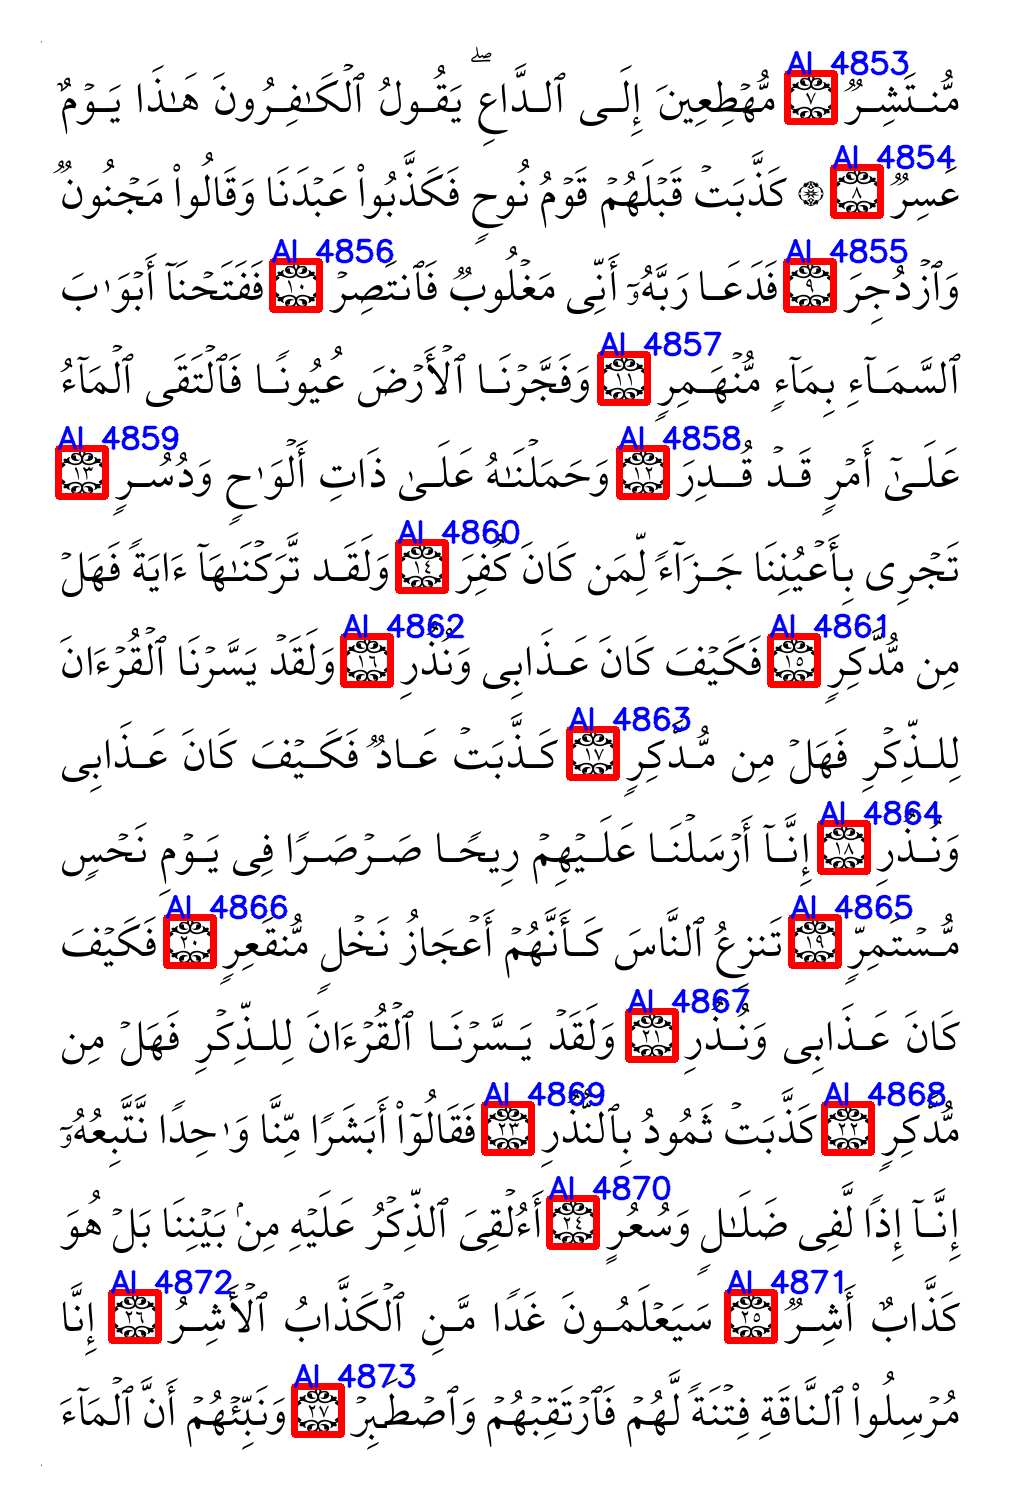 مُّنتَشِرٌ ٧ AI 4853 مُّهْطِعِينَ إِلَى ٱلدَّاعِ ۖ يَقُولُ ٱلْكَـٰفِرُونَ هَـٰذَا يَوْمٌ
عَسِرٌ ٨ AI 4854 ۞ كَذَّبَتْ قَبْلَهُمْ قَوْمُ نُوحٍ فَكَذَّبُوا۟ عَبْدَنَا وَقَالُوا۟ مَجْنُونٌ
وَٱزْدُجِرَ ٩ AI 4855 فَدَعَا رَبَّهُۥٓ أَنِّى مَغْلُوبٌ فَٱنتَصِرْ ١٠ AI 4856 فَفَتَحْنَآ أَبْوَٰبَ
ٱلسَّمَآءِ بِمَآءٍ مُّنْهَمِرٍ ١١ AI 4857 وَفَجَّرْنَا ٱلْأَرْضَ عُيُونًا فَٱلْتَقَى ٱلْمَآءُ
عَلَىٰٓ أَمْرٍ قَدْ قُدِرَ ١٢ AI 4858 وَحَمَلْنَـٰهُ عَلَىٰ ذَاتِ أَلْوَٰحٍ وَدُسُرٍ ١٣ AI 4859
تَجْرِى بِأَعْيُنِنَا جَزَآءً لِّمَن كَانَ كُفِرَ ١٤ AI 4860 وَلَقَد تَّرَكْنَـٰهَآ ءَايَةً فَهَلْ
مِن مُّدَّكِرٍ ١٥ AI 4861 فَكَيْفَ كَانَ عَذَابِى وَنُذُرِ ١٦ AI 4862 وَلَقَدْ يَسَّرْنَا ٱلْقُرْءَانَ
لِلذِّكْرِ فَهَلْ مِن مُّدَّكِرٍ ١٧ AI 4863 كَذَّبَتْ عَادٌ فَكَيْفَ كَانَ عَذَابِى
وَنُذُرِ ١٨ AI 4864 إِنَّآ أَرْسَلْنَا عَلَيْهِمْ رِيحًا صَرْصَرًا فِى يَوْمِ نَحْسٍ
مُّسْتَمِرٍّ ١٩ AI 4865 تَنزِعُ ٱلنَّاسَ كَأَنَّهُمْ أَعْجَازُ نَخْلٍ مُّنقَعِرٍ ٢٠ AI 4866 فَكَيْفَ
كَانَ عَذَابِى وَنُذُرِ ٢١ AI 4867 وَلَقَدْ يَسَّرْنَا ٱلْقُرْءَانَ لِلذِّكْرِ فَهَلْ مِن
مُّدَّكِرٍ ٢٢ AI 4868 كَذَّبَتْ ثَمُودُ بِٱلنُّذُرِ ٢٣ AI 4869 فَقَالُوٓا۟ أَبَشَرًا مِّنَّا وَٰحِدًا نَّتَّبِعُهُۥٓ
إِنَّآ إِذًا لَّفِى ضَلَـٰلٍ وَسُعُرٍ ٢٤ AI 4870 أَءُلْقِىَ ٱلذِّكْرُ عَلَيْهِ مِنۢ بَيْنِنَا بَلْ هُوَ
كَذَّابٌ أَشِرٌ ٢٥ AI 4871 سَيَعْلَمُونَ غَدًا مَّنِ ٱلْكَذَّابُ ٱلْأَشِرُ ٢٦ AI 4872 إِنَّا
مُرْسِلُوا۟ ٱلنَّاقَةِ فِتْنَةً لَّهُمْ فَٱرْتَقِبْهُمْ وَٱصْطَبِرْ ٢٧ AI 4873 وَنَبِّئْهُمْ أَنَّ ٱلْمَآءَ